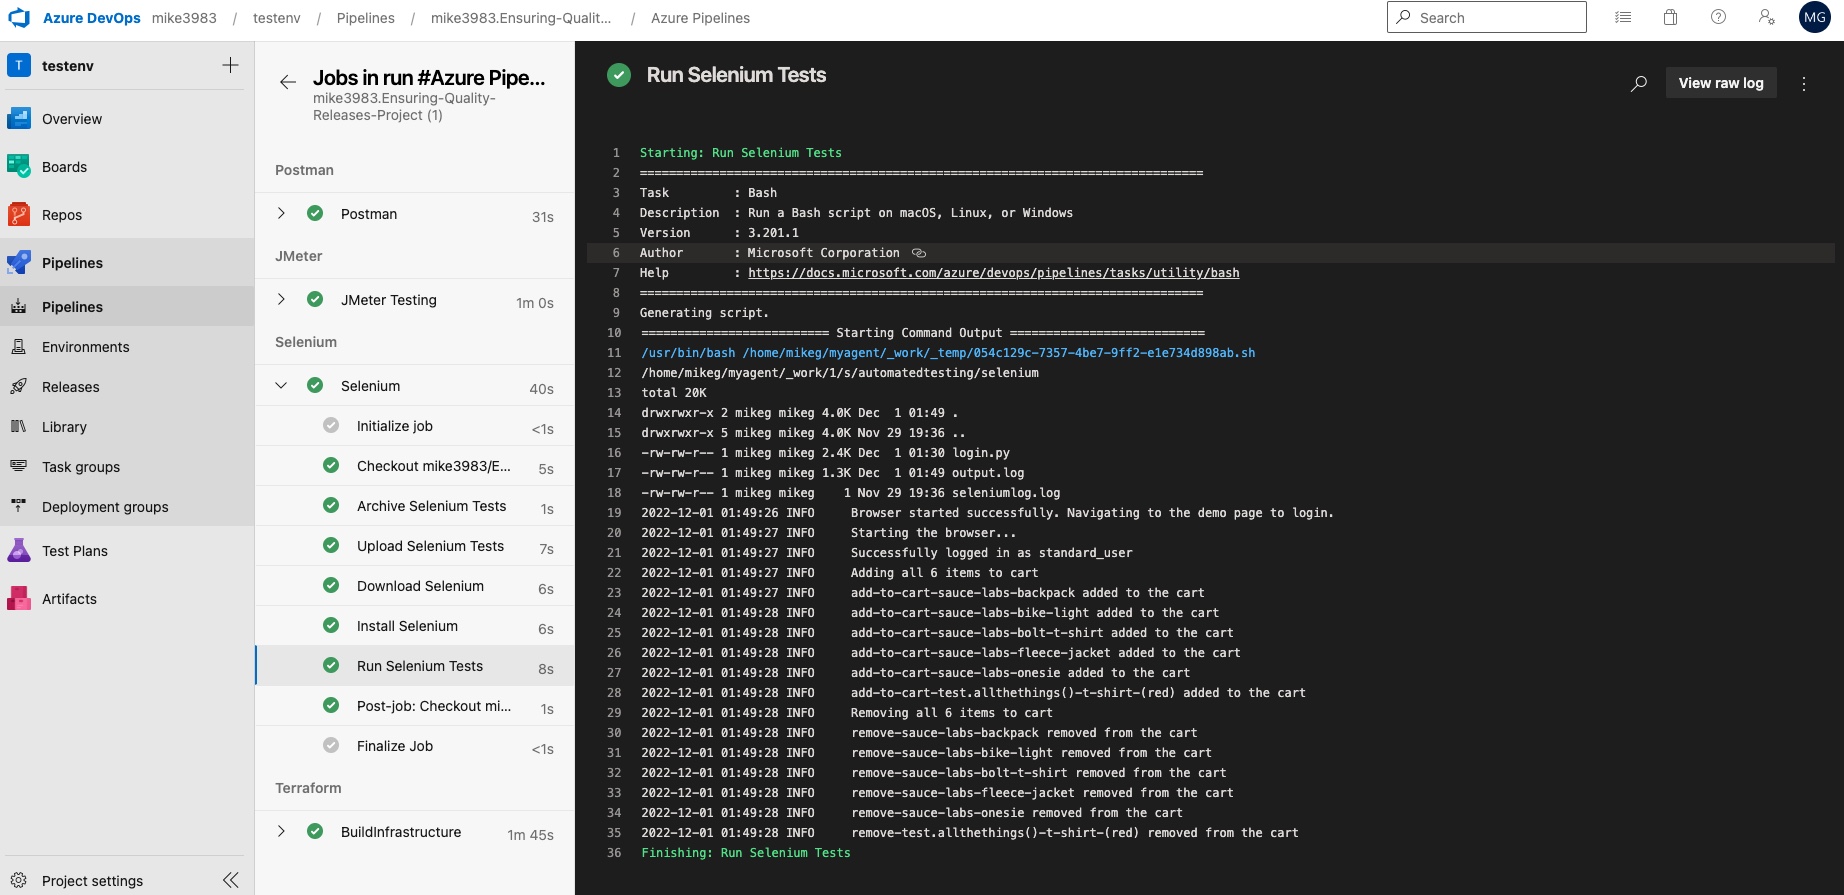 Azure DevOps mike3983 / testenv / Pipelines / mike3983.Ensuring-Qualit... / Azure Pipelines
Search
MG
T testenv
Overview
Boards
Repos
Pipelines
Pipelines
Environments
Releases
Library
Task groups
Deployment groups
Test Plans
Artifacts
Project settings
Jobs in run #Azure Pipe...
mike3983.Ensuring-Quality-
Releases-Project (1)
Postman
Postman 31s
JMeter
JMeter Testing 1m 0s
Selenium
Selenium 40s
Initialize job <1s
Checkout mike3983/E... 5s
Archive Selenium Tests 1s
Upload Selenium Tests 7s
Download Selenium 6s
Install Selenium 6s
Run Selenium Tests 8s
Post-job: Checkout mi... 1s
Finalize Job <1s
Terraform
BuildInfrastructure 1m 45s
Run Selenium Tests
View raw log
1 Starting: Run Selenium Tests
2 ==============================================================================
3 Task         : Bash
4 Description  : Run a Bash script on macOS, Linux, or Windows
5 Version      : 3.201.1
6 Author       : Microsoft Corporation
7 Help         : https://docs.microsoft.com/azure/devops/pipelines/tasks/utility/bash
8 ==============================================================================
9 Generating script.
10 ========================== Starting Command Output ===========================
11 /usr/bin/bash /home/mikeg/myagent/_work/_temp/054c129c-7357-4be7-9ff2-e1e734d898ab.sh
12 /home/mikeg/myagent/_work/1/s/automatedtesting/selenium
13 total 20K
14 drwxrwxr-x 2 mikeg mikeg 4.0K Dec  1 01:49 .
15 drwxrwxr-x 5 mikeg mikeg 4.0K Nov 29 19:36 ..
16 -rw-rw-r-- 1 mikeg mikeg 2.4K Dec  1 01:30 login.py
17 -rw-rw-r-- 1 mikeg mikeg 1.3K Dec  1 01:49 output.log
18 -rw-rw-r-- 1 mikeg mikeg    1 Nov 29 19:36 seleniumlog.log
19 2022-12-01 01:49:26 INFO     Browser started successfully. Navigating to the demo page to login.
20 2022-12-01 01:49:27 INFO     Starting the browser...
21 2022-12-01 01:49:27 INFO     Successfully logged in as standard_user
22 2022-12-01 01:49:27 INFO     Adding all 6 items to cart
23 2022-12-01 01:49:27 INFO     add-to-cart-sauce-labs-backpack added to the cart
24 2022-12-01 01:49:28 INFO     add-to-cart-sauce-labs-bike-light added to the cart
25 2022-12-01 01:49:28 INFO     add-to-cart-sauce-labs-bolt-t-shirt added to the cart
26 2022-12-01 01:49:28 INFO     add-to-cart-sauce-labs-fleece-jacket added to the cart
27 2022-12-01 01:49:28 INFO     add-to-cart-sauce-labs-onesie added to the cart
28 2022-12-01 01:49:28 INFO     add-to-cart-test.allthethings()-t-shirt-(red) added to the cart
29 2022-12-01 01:49:28 INFO     Removing all 6 items to cart
30 2022-12-01 01:49:28 INFO     remove-sauce-labs-backpack removed from the cart
31 2022-12-01 01:49:28 INFO     remove-sauce-labs-bike-light removed from the cart
32 2022-12-01 01:49:28 INFO     remove-sauce-labs-bolt-t-shirt removed from the cart
33 2022-12-01 01:49:28 INFO     remove-sauce-labs-fleece-jacket removed from the cart
34 2022-12-01 01:49:28 INFO     remove-sauce-labs-onesie removed from the cart
35 2022-12-01 01:49:28 INFO     remove-test.allthethings()-t-shirt-(red) removed from the cart
36 Finishing: Run Selenium Tests